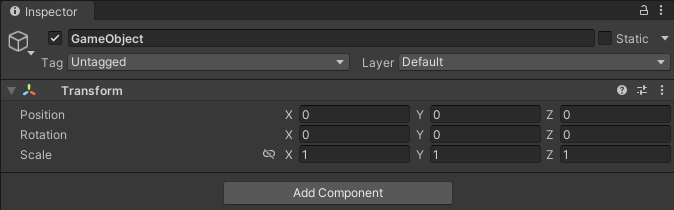 Inspector
GameObject Static
Tag Untagged Layer Default
Transform
Position X 0 Y 0 Z 0
Rotation X 0 Y 0 Z 0
Scale X 1 Y 1 Z 1
Add Component